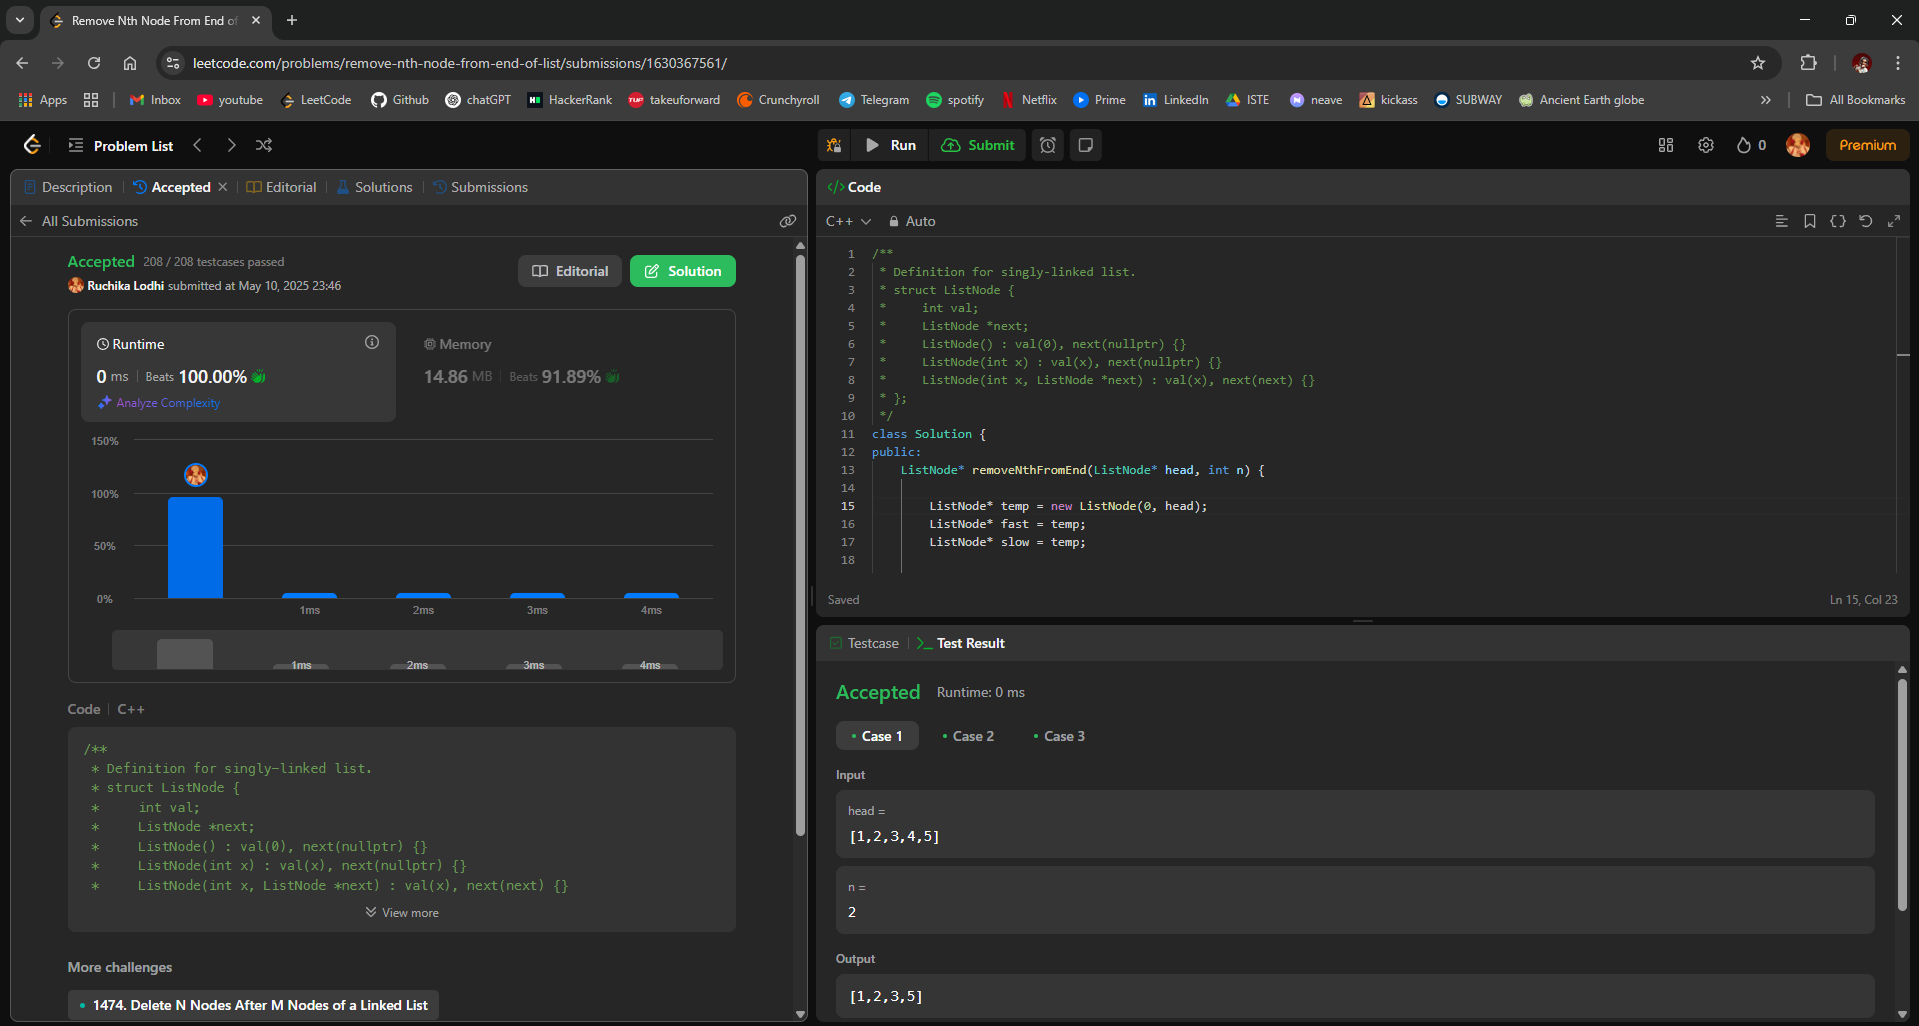 Remove Nth Node From End of
leetcode.com/problems/remove-nth-node-from-end-of-list/submissions/1630367561/
Apps Inbox youtube LeetCode Github chatGPT HackerRank takeuforward Crunchyroll Telegram spotify Netflix Prime LinkedIn ISTE neave kickass SUBWAY Ancient Earth globe » All Bookmarks
Problem List Run Submit 0 Premium
Description Accepted Editorial Solutions Submissions
All Submissions
Accepted 208 / 208 testcases passed
Ruchika Lodhi submitted at May 10, 2025 23:46
Editorial Solution
Runtime
0 ms Beats 100.00%
Analyze Complexity
Memory
14.86 MB Beats 91.89%
150%
100%
50%
0%
1ms 2ms 3ms 4ms
1ms 2ms 3ms 4ms
Code C++
/**
* Definition for singly-linked list.
* struct ListNode {
* int val;
* ListNode *next;
* ListNode() : val(0), next(nullptr) {}
* ListNode(int x) : val(x), next(nullptr) {}
* ListNode(int x, ListNode *next) : val(x), next(next) {}
View more
More challenges
1474. Delete N Nodes After M Nodes of a Linked List
</> Code
C++ Auto
1 /**
2 * Definition for singly-linked list.
3 * struct ListNode {
4 * int val;
5 * ListNode *next;
6 * ListNode() : val(0), next(nullptr) {}
7 * ListNode(int x) : val(x), next(nullptr) {}
8 * ListNode(int x, ListNode *next) : val(x), next(next) {}
9 * };
10 */
11 class Solution {
12 public:
13 ListNode* removeNthFromEnd(ListNode* head, int n) {
14
15 ListNode* temp = new ListNode(0, head);
16 ListNode* fast = temp;
17 ListNode* slow = temp;
18
Saved Ln 15, Col 23
Testcase >_ Test Result
Accepted Runtime: 0 ms
Case 1 Case 2 Case 3
Input
head =
[1,2,3,4,5]
n =
2
Output
[1,2,3,5]